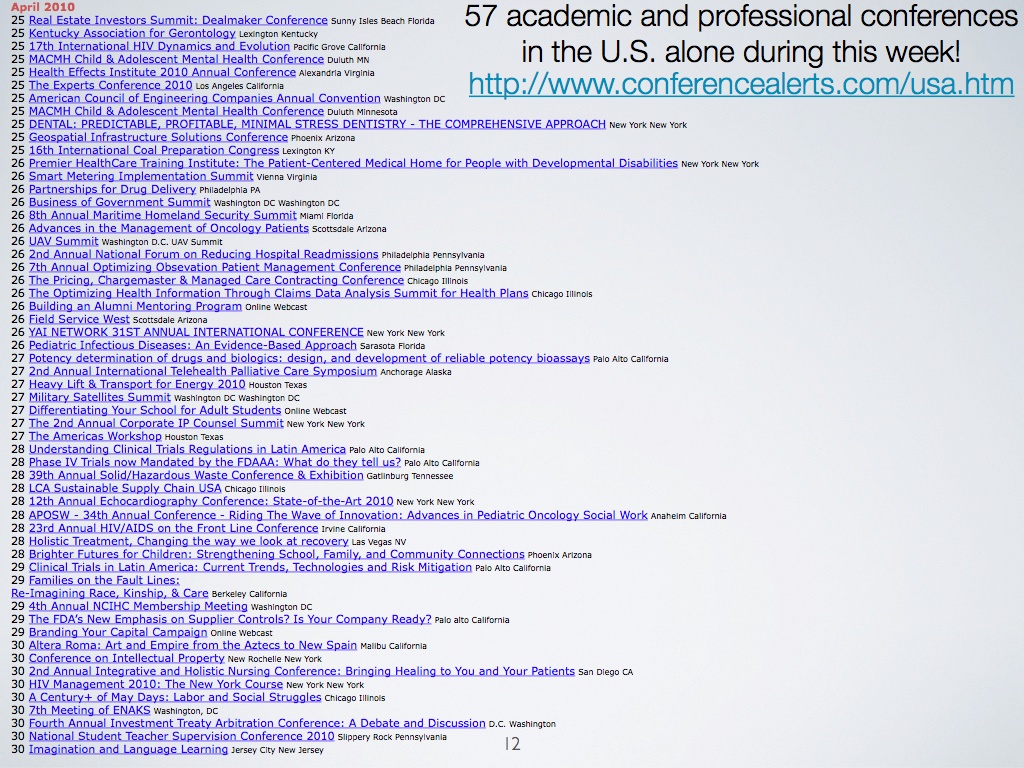 57 academic and professional conferences
in the U.S. alone during this week!
http://www.conferencealerts.com/usa.htm
April 2010
25 Real Estate Investors Summit: Dealmaker Conference Sunny Isles Beach Florida
25 Kentucky Association for Gerontology Lexington Kentucky
25 17th International HIV Dynamics and Evolution Pacific Grove California
25 MACMH Child & Adolescent Mental Health Conference Duluth MN
25 Health Effects Institute 2010 Annual Conference Alexandria Virginia
25 The Experts Conference 2010 Los Angeles California
25 American Council of Engineering Companies Annual Convention Washington DC
25 MACMH Child & Adolescent Mental Health Conference Duluth Minnesota
25 DENTAL: PREDICTABLE, PROFITABLE, MINIMAL STRESS DENTISTRY - THE COMPREHENSIVE APPROACH New York New York
25 Geospatial Infrastructure Solutions Conference Phoenix Arizona
25 16th International Coal Preparation Congress Lexington KY
26 Premier HealthCare Training Institute: The Patient-Centered Medical Home for People with Developmental Disabilities New York New York
26 Smart Metering Implementation Summit Vienna Virginia
26 Partnerships for Drug Delivery Philadelphia PA
26 Business of Government Summit Washington DC Washington DC
26 8th Annual Maritime Homeland Security Summit Miami Florida
26 Advances in the Management of Oncology Patients Scottsdale Arizona
26 UAV Summit Washington D.C. UAV Summit
26 2nd Annual National Forum on Reducing Hospital Readmissions Philadelphia Pennsylvania
26 7th Annual Optimizing Obsevation Patient Management Conference Philadelphia Pennsylvania
26 The Pricing, Chargemaster & Managed Care Contracting Conference Chicago Illinois
26 The Optimizing Health Information Through Claims Data Analysis Summit for Health Plans Chicago Illinois
26 Building an Alumni Mentoring Program Online Webcast
26 Field Service West Scottsdale Arizona
26 YAI NETWORK 31ST ANNUAL INTERNATIONAL CONFERENCE New York New York
26 Pediatric Infectious Diseases: An Evidence-Based Approach Sarasota Florida
27 Potency determination of drugs and biologics: design, and development of reliable potency bioassays Palo Alto California
27 2nd Annual International Telehealth Palliative Care Symposium Anchorage Alaska
27 Heavy Lift & Transport for Energy 2010 Houston Texas
27 Military Satellites Summit Washington DC Washington DC
27 Differentiating Your School for Adult Students Online Webcast
27 The 2nd Annual Corporate IP Counsel Summit New York New York
27 The Americas Workshop Houston Texas
28 Understanding Clinical Trials Regulations in Latin America Palo Alto California
28 Phase IV Trials now Mandated by the FDAAA: What do they tell us? Palo Alto California
28 39th Annual Solid/Hazardous Waste Conference & Exhibition Gatlinburg Tennessee
28 LCA Sustainable Supply Chain USA Chicago Illinois
28 12th Annual Echocardiography Conference: State-of-the-Art 2010 New York New York
28 APOSW - 34th Annual Conference - Riding The Wave of Innovation: Advances in Pediatric Oncology Social Work Anaheim California
28 23rd Annual HIV/AIDS on the Front Line Conference Irvine California
28 Holistic Treatment, Changing the way we look at recovery Las Vegas NV
28 Brighter Futures for Children: Strengthening School, Family, and Community Connections Phoenix Arizona
29 Clinical Trials in Latin America: Current Trends, Technologies and Risk Mitigation Palo Alto California
29 Families on the Fault Lines:
Re-Imagining Race, Kinship, & Care Berkeley California
29 4th Annual NCIHC Membership Meeting Washington DC
29 The FDA's New Emphasis on Supplier Controls? Is Your Company Ready? Palo alto California
29 Branding Your Capital Campaign Online Webcast
30 Altera Roma: Art and Empire from the Aztecs to New Spain Malibu California
30 Conference on Intellectual Property New Rochelle New York
30 2nd Annual Integrative and Holistic Nursing Conference: Bringing Healing to You and Your Patients San Diego CA
30 HIV Management 2010: The New York Course New York New York
30 A Century+ of May Days: Labor and Social Struggles Chicago Illinois
30 7th Meeting of ENAKS Washington, DC
30 Fourth Annual Investment Treaty Arbitration Conference: A Debate and Discussion D.C. Washington
30 National Student Teacher Supervision Conference 2010 Slippery Rock Pennsylvania
30 Imagination and Language Learning Jersey City New Jersey
12